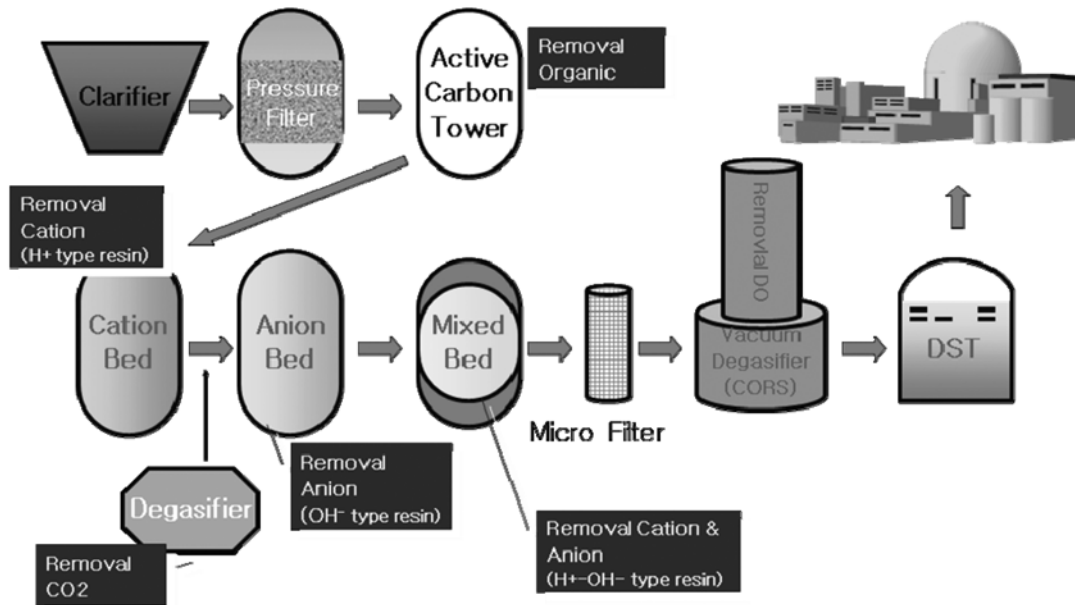 Clarifier
Pressure
Filter
Active
Carbon
Tower
Removal
Organic
Removal
Cation
(H+ type resin)
Cation
Bed
Anion
Bed
Mixed
Bed
Micro Filter
Removial DO
Vacuum
Degasifier
(CORS)
DST
Degasifier
Removal
CO2
Removal
Anion
(OH⁻ type resin)
Removal Cation &
Anion
(H+-OH- type resin)